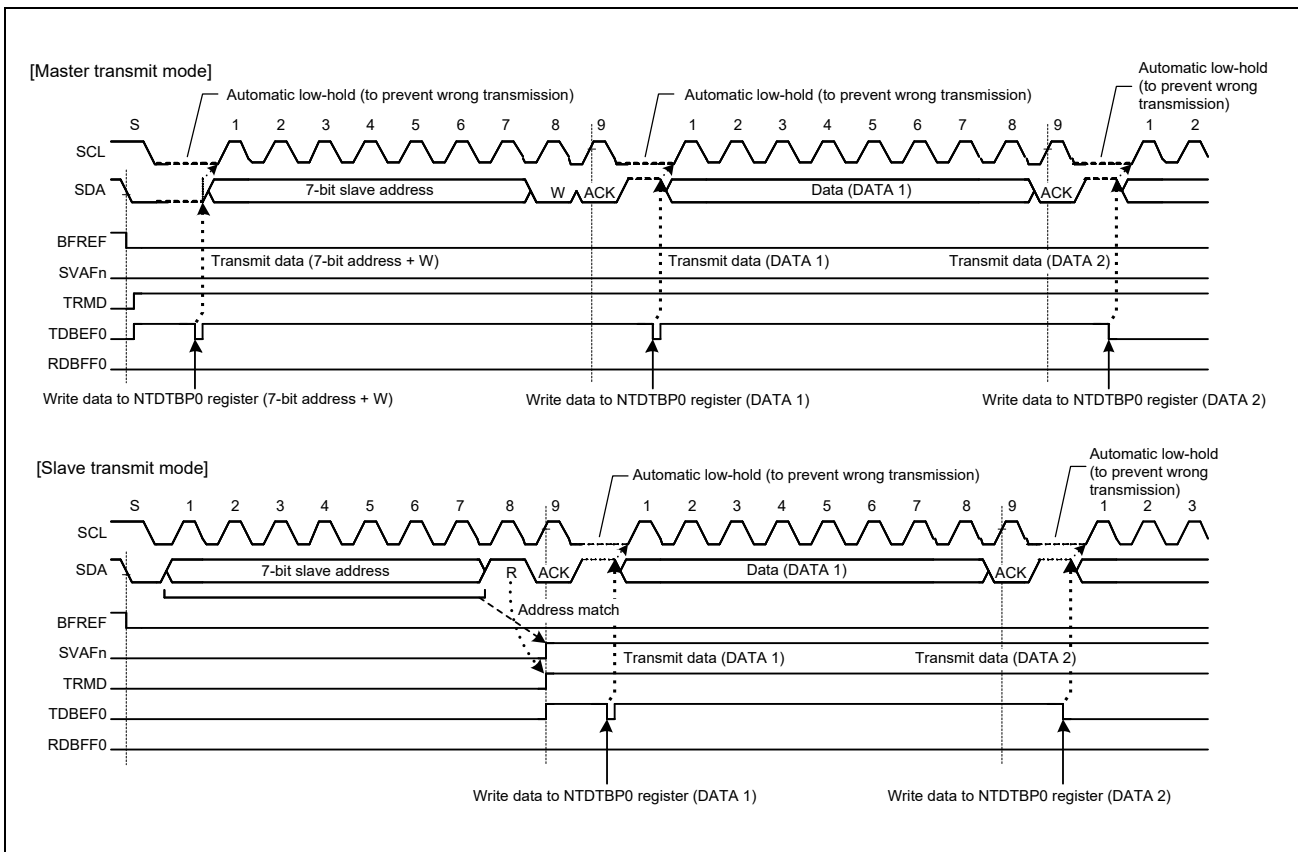 [Master transmit mode]
Automatic low-hold (to prevent wrong transmission)
Automatic low-hold (to prevent wrong transmission)
Automatic low-hold
(to prevent wrong
transmission)
S 1 2 3 4 5 6 7 8 9 1 2 3 4 5 6 7 8 9 1 2
SCL
SDA 7-bit slave address W ACK Data (DATA 1) ACK
BFREF
Transmit data (7-bit address + W) Transmit data (DATA 1) Transmit data (DATA 2)
SVAFn
TRMD
TDBEF0
RDBFF0
Write data to NTDTBP0 register (7-bit address + W) Write data to NTDTBP0 register (DATA 1) Write data to NTDTBP0 register (DATA 2)
[Slave transmit mode]
Automatic low-hold (to prevent wrong transmission)
Automatic low-hold
(to prevent wrong
transmission)
S 1 2 3 4 5 6 7 8 9 1 2 3 4 5 6 7 8 9 1 2 3
SCL
SDA 7-bit slave address R ACK Data (DATA 1) ACK
Address match
BFREF
SVAFn Transmit data (DATA 1) Transmit data (DATA 2)
TRMD
TDBEF0
RDBFF0
Write data to NTDTBP0 register (DATA 1) Write data to NTDTBP0 register (DATA 2)